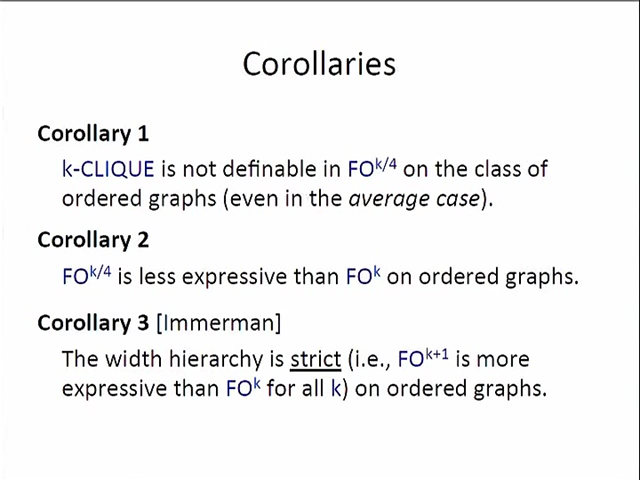 Corollaries
Corollary 1
k-CLIQUE is not definable in FO^k/4 on the class of
ordered graphs (even in the average case).
Corollary 2
FO^k/4 is less expressive than FO^k on ordered graphs.
Corollary 3 [Immerman]
The width hierarchy is strict (i.e., FO^k+1 is more
expressive than FO^k for all k) on ordered graphs.